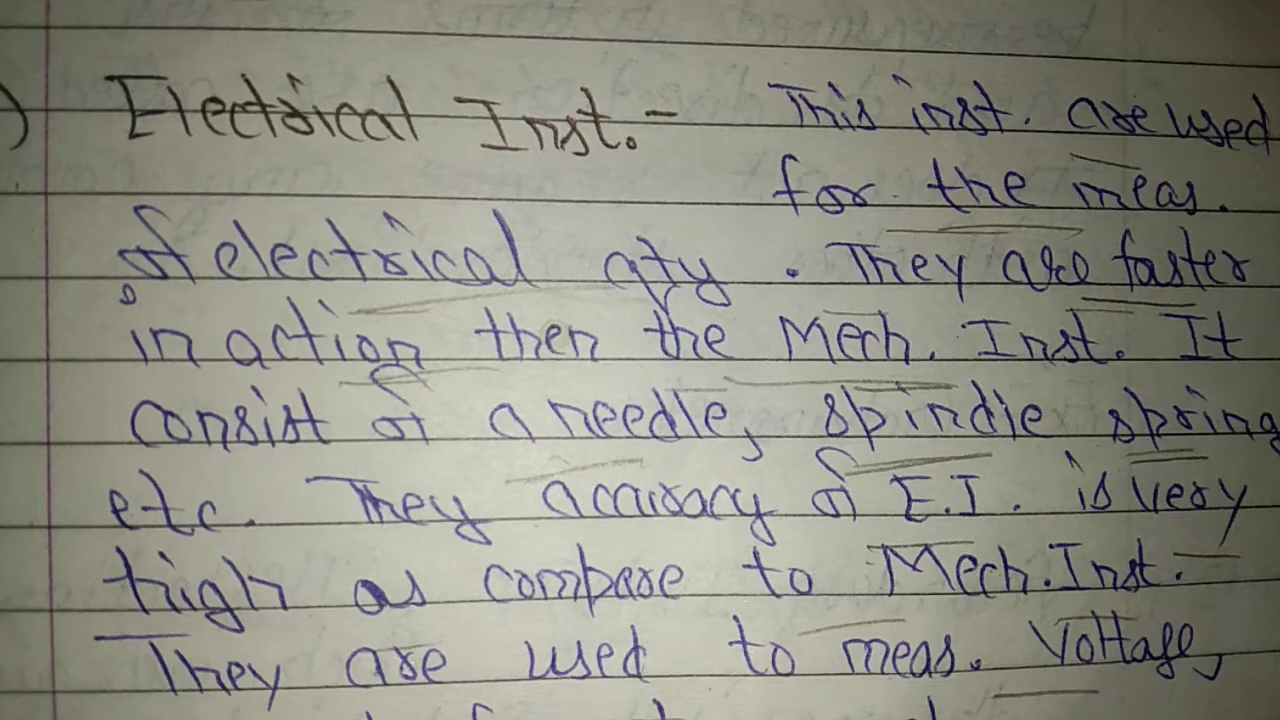 ) Electrical Inst.- This inst. are used
for the meas.
of electrical qty . They are faster
in action then the Mech. Inst. It
consist of a needle, spindle spring
etc. They accuracy of E.I. is very
high as compare to Mech. Inst.
They are used to meas. Voltage,